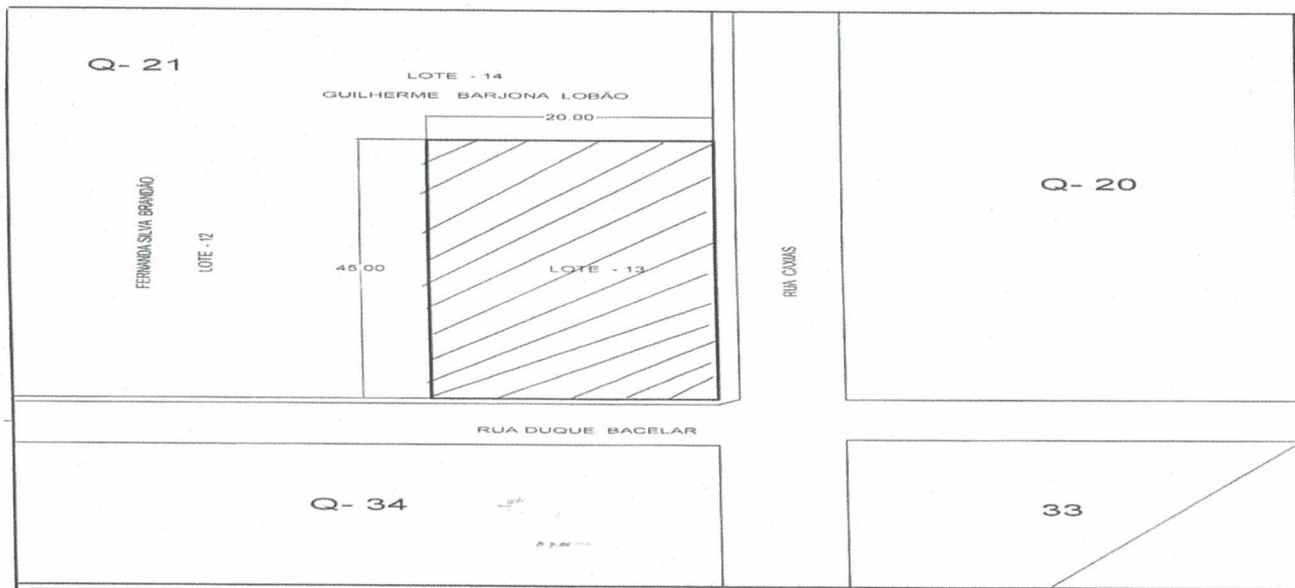 Q- 21
LOTE - 14
GUILHERME BARJONA LOBÃO
20.00
FERNANDA SILVA BRANDÃO
LOTE - 12
45.00
LOTE - 13
RUA CAXIAS
Q- 20
RUA DUQUE BACELAR
Q- 34
33